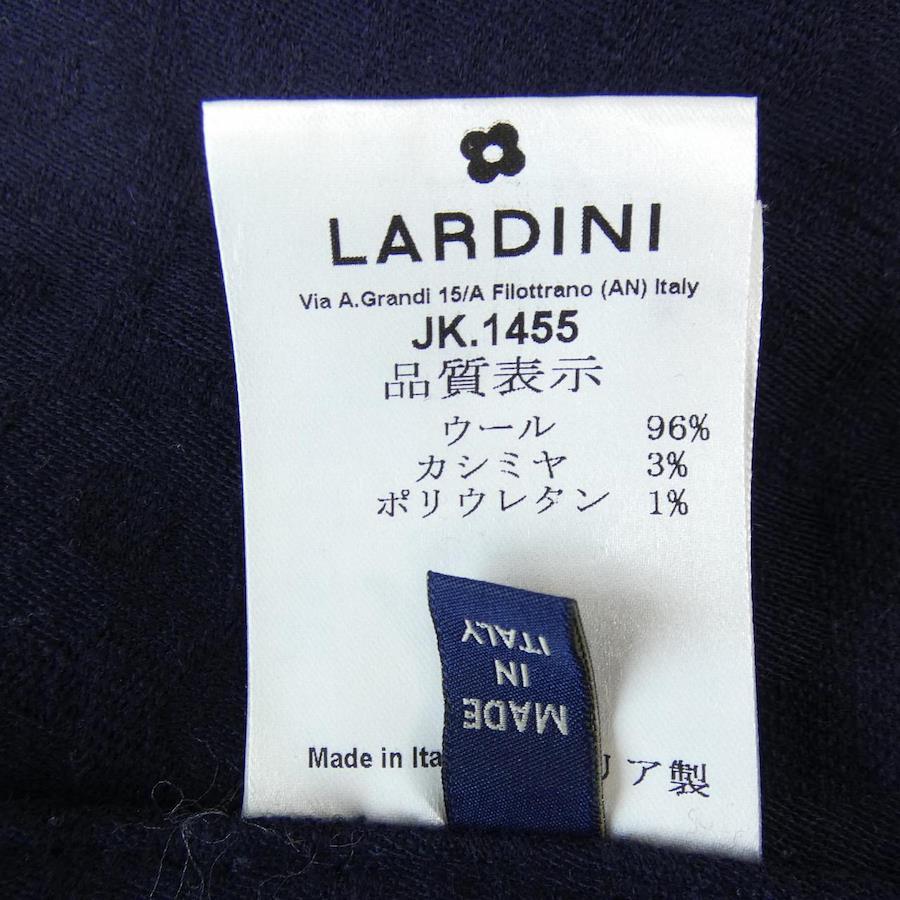 LARDINI
Via A.Grandi 15/A Filottrano (AN) Italy
JK.1455
品質表示
ウール 96%
カシミヤ 3%
ポリウレタン 1%
MADE
IN
ITALY
Made in
リア製